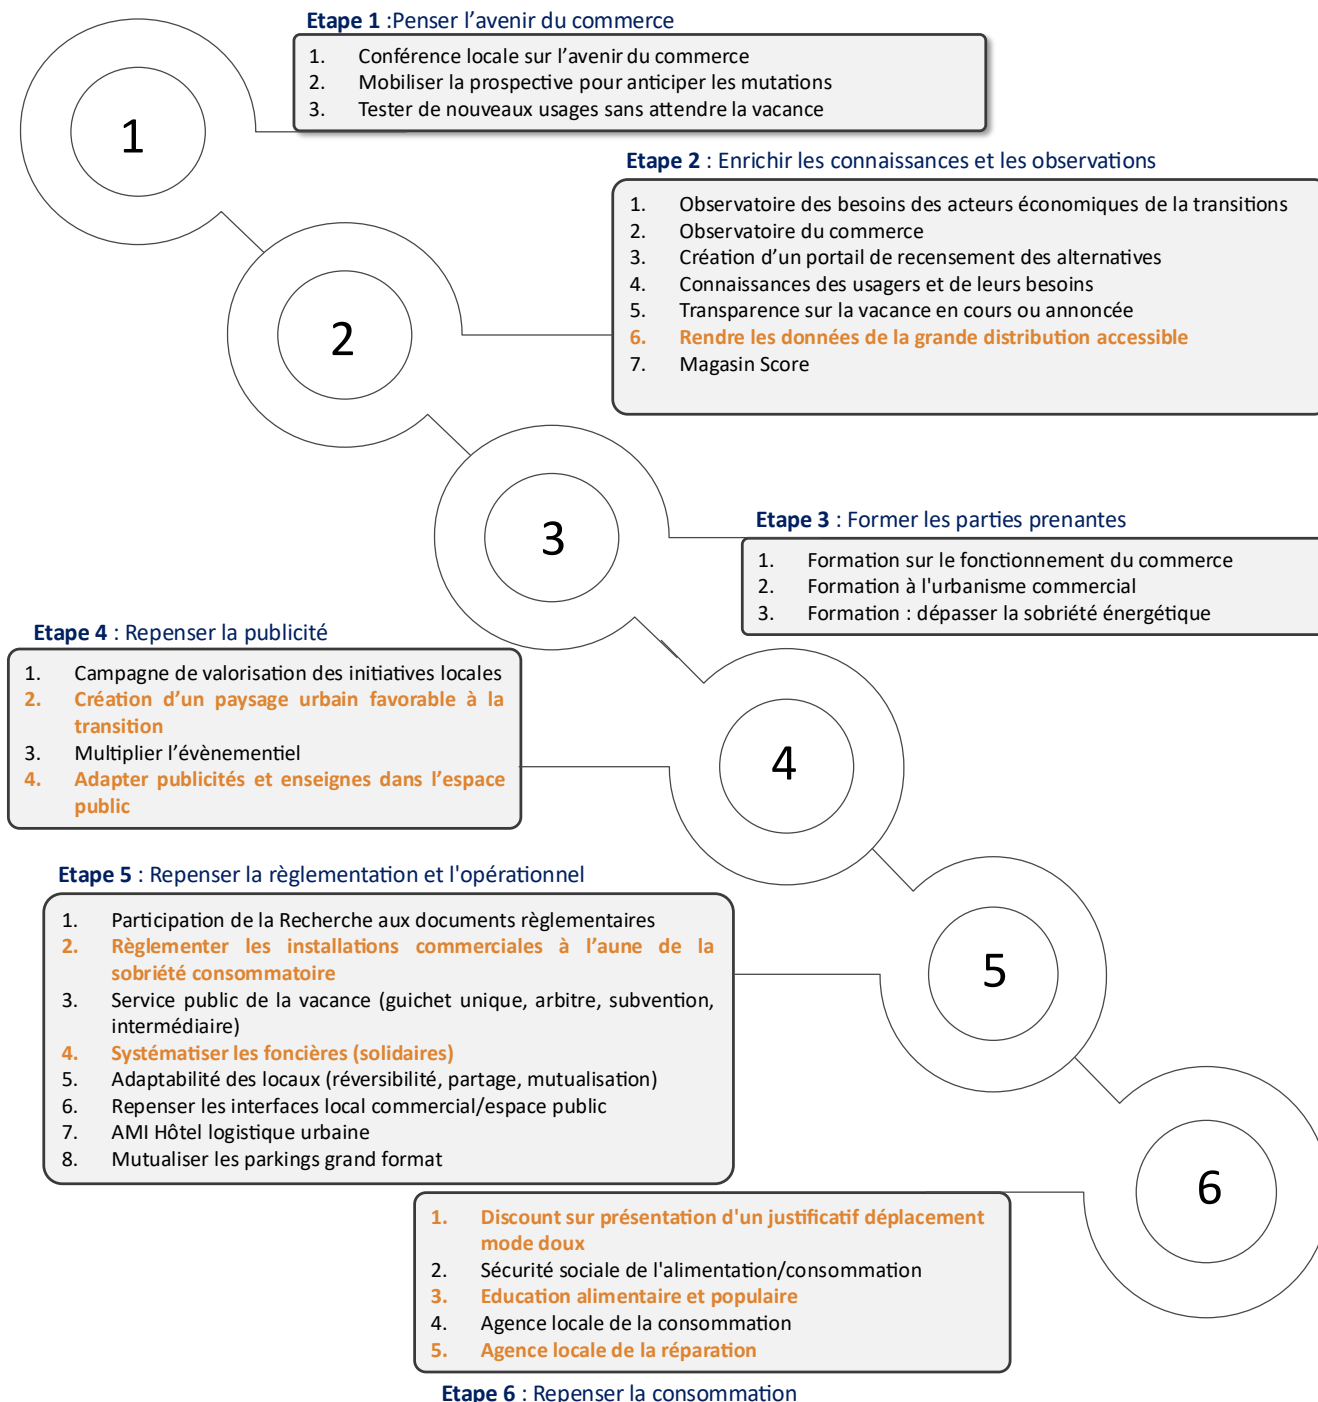 Etape 1 :Penser l’avenir du commerce
1. Conférence locale sur l’avenir du commerce
2. Mobiliser la prospective pour anticiper les mutations
3. Tester de nouveaux usages sans attendre la vacance
1
Etape 2 : Enrichir les connaissances et les observations
1. Observatoire des besoins des acteurs économiques de la transitions
2. Observatoire du commerce
3. Création d’un portail de recensement des alternatives
4. Connaissances des usagers et de leurs besoins
5. Transparence sur la vacance en cours ou annoncée
6. Rendre les données de la grande distribution accessible
7. Magasin Score
2
Etape 3 : Former les parties prenantes
1. Formation sur le fonctionnement du commerce
2. Formation à l'urbanisme commercial
3. Formation : dépasser la sobriété énergétique
3
Etape 4 : Repenser la publicité
1. Campagne de valorisation des initiatives locales
2. Création d’un paysage urbain favorable à la
transition
3. Multiplier l’évènementiel
4. Adapter publicités et enseignes dans l’espace
public
4
Etape 5 : Repenser la règlementation et l'opérationnel
1. Participation de la Recherche aux documents règlementaires
2. Règlementer les installations commerciales à l’aune de la
sobriété consommatoire
3. Service public de la vacance (guichet unique, arbitre, subvention,
intermédiaire)
4. Systématiser les foncières (solidaires)
5. Adaptabilité des locaux (réversibilité, partage, mutualisation)
6. Repenser les interfaces local commercial/espace public
7. AMI Hôtel logistique urbaine
8. Mutualiser les parkings grand format
5
6
1. Discount sur présentation d'un justificatif déplacement
mode doux
2. Sécurité sociale de l'alimentation/consommation
3. Education alimentaire et populaire
4. Agence locale de la consommation
5. Agence locale de la réparation
Etape 6 : Repenser la consommation